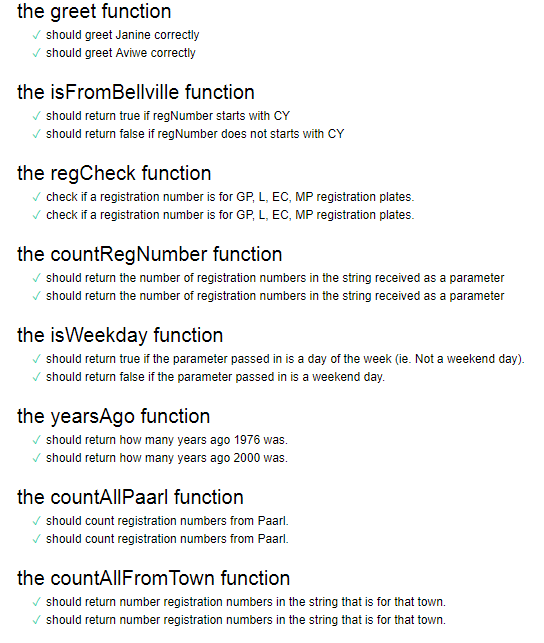 the greet function
✓ should greet Janine correctly
✓ should greet Aviwe correctly
the isFromBellville function
✓ should return true if regNumber starts with CY
✓ should return false if regNumber does not starts with CY
the regCheck function
✓ check if a registration number is for GP, L, EC, MP registration plates.
✓ check if a registration number is for GP, L, EC, MP registration plates.
the countRegNumber function
✓ should return the number of registration numbers in the string received as a parameter
✓ should return the number of registration numbers in the string received as a parameter
the isWeekday function
✓ should return true if the parameter passed in is a day of the week (ie. Not a weekend day).
✓ should return false if the parameter passed in is a weekend day.
the yearsAgo function
✓ should return how many years ago 1976 was.
✓ should return how many years ago 2000 was.
the countAllPaarl function
✓ should count registration numbers from Paarl.
✓ should count registration numbers from Paarl.
the countAllFromTown function
✓ should return number registration numbers in the string that is for that town.
✓ should return number registration numbers in the string that is for that town.